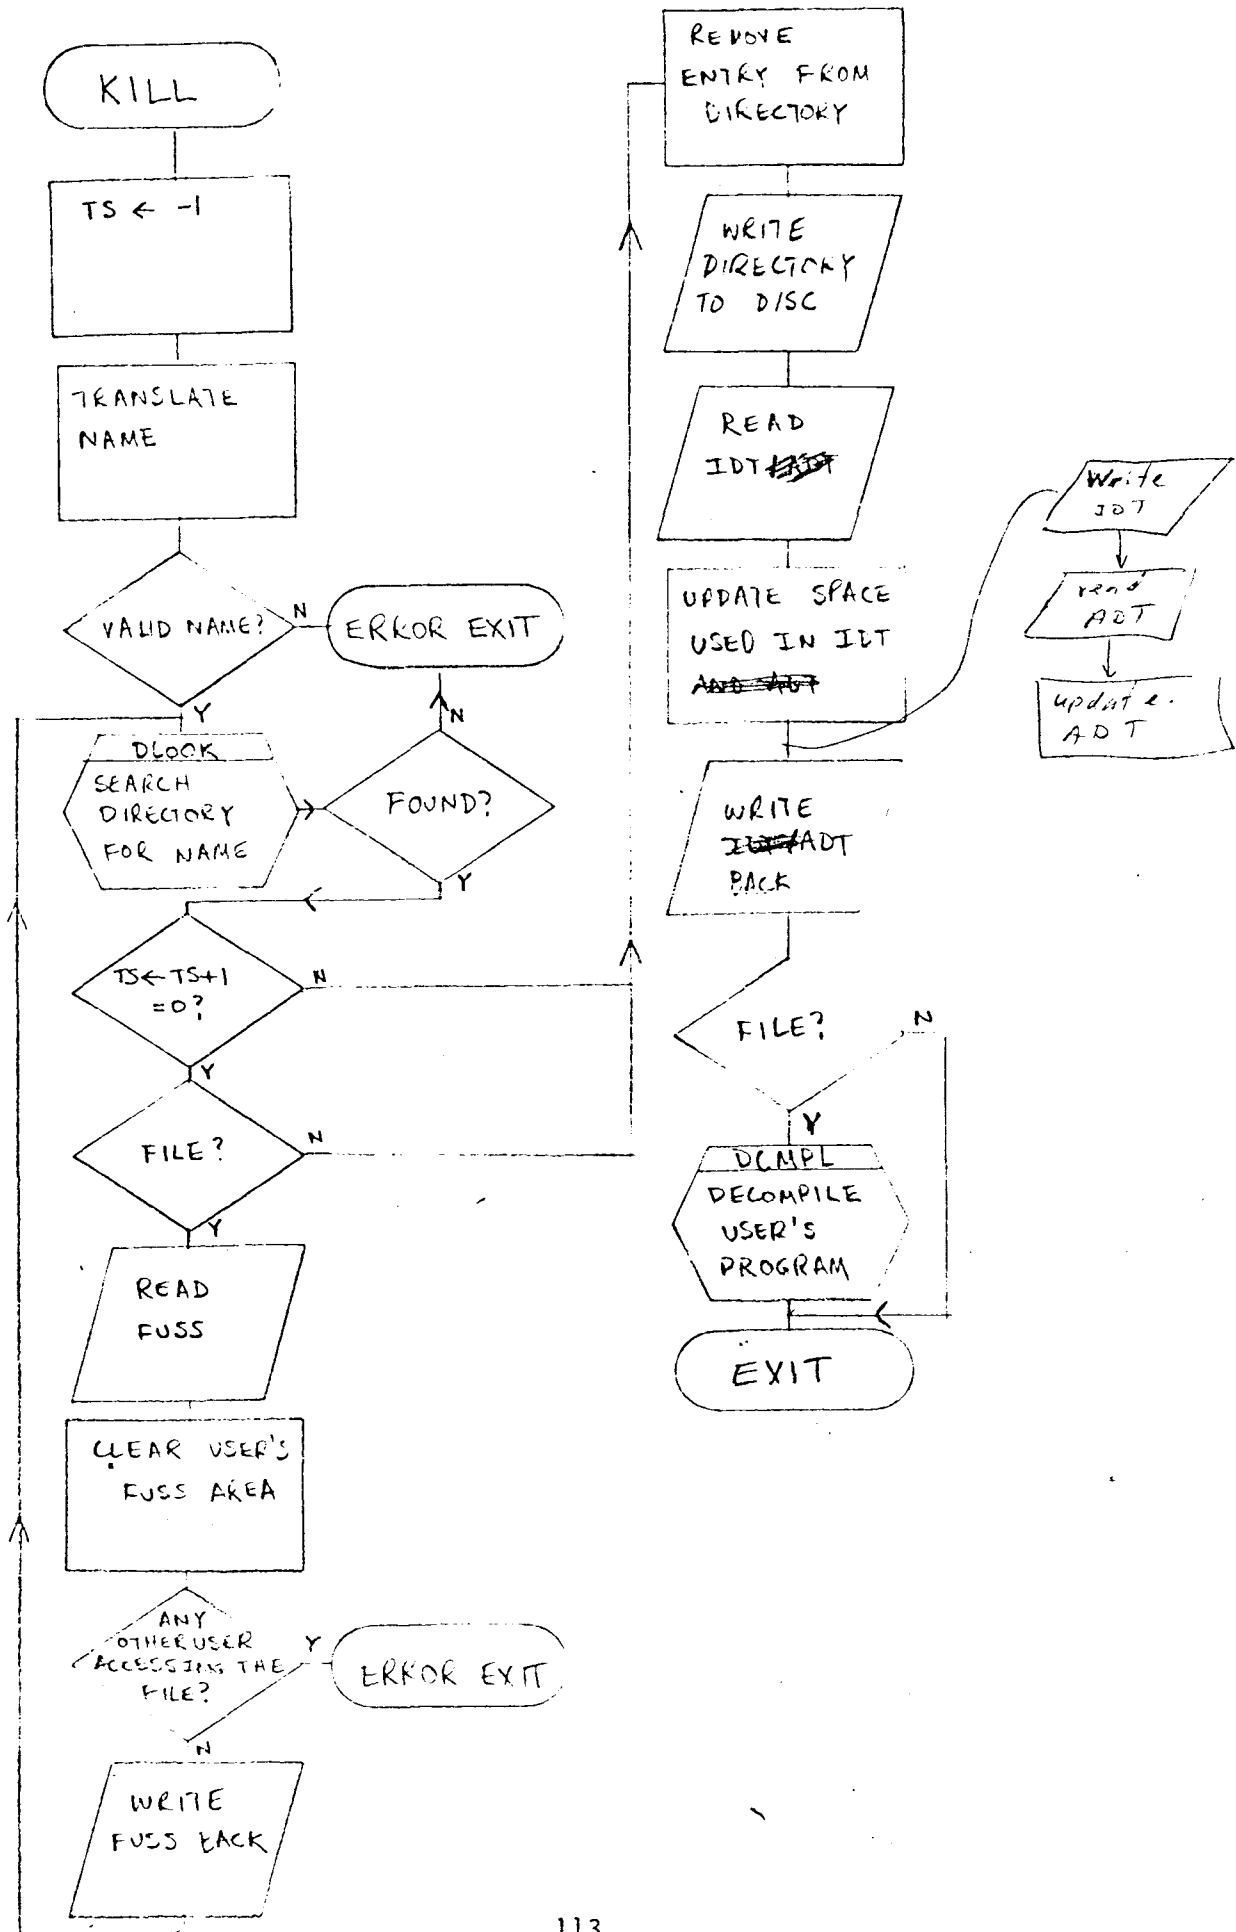 KILL
TS ← -1
TRANSLATE
NAME
VALID NAME?
N
ERROR EXIT
Y
N
DLOOK
SEARCH
DIRECTORY
FOR NAME
FOUND?
Y
TS←TS+1
=0?
N
Y
FILE?
N
Y
READ
FUSS
CLEAR USER'S
FUSS AREA
ANY
OTHER USER
ACCESSING THE
FILE?
Y
ERROR EXIT
N
WRITE
FUSS BACK
REMOVE
ENTRY FROM
DIRECTORY
WRITE
DIRECTORY
TO DISC
READ
IDT
UPDATE SPACE
USED IN IDT
AND ADT
Write
IDT
read
ADT
update.
ADT
WRITE
ADT
BACK
FILE?
N
Y
DCMPL
DECOMPILE
USER'S
PROGRAM
EXIT
113